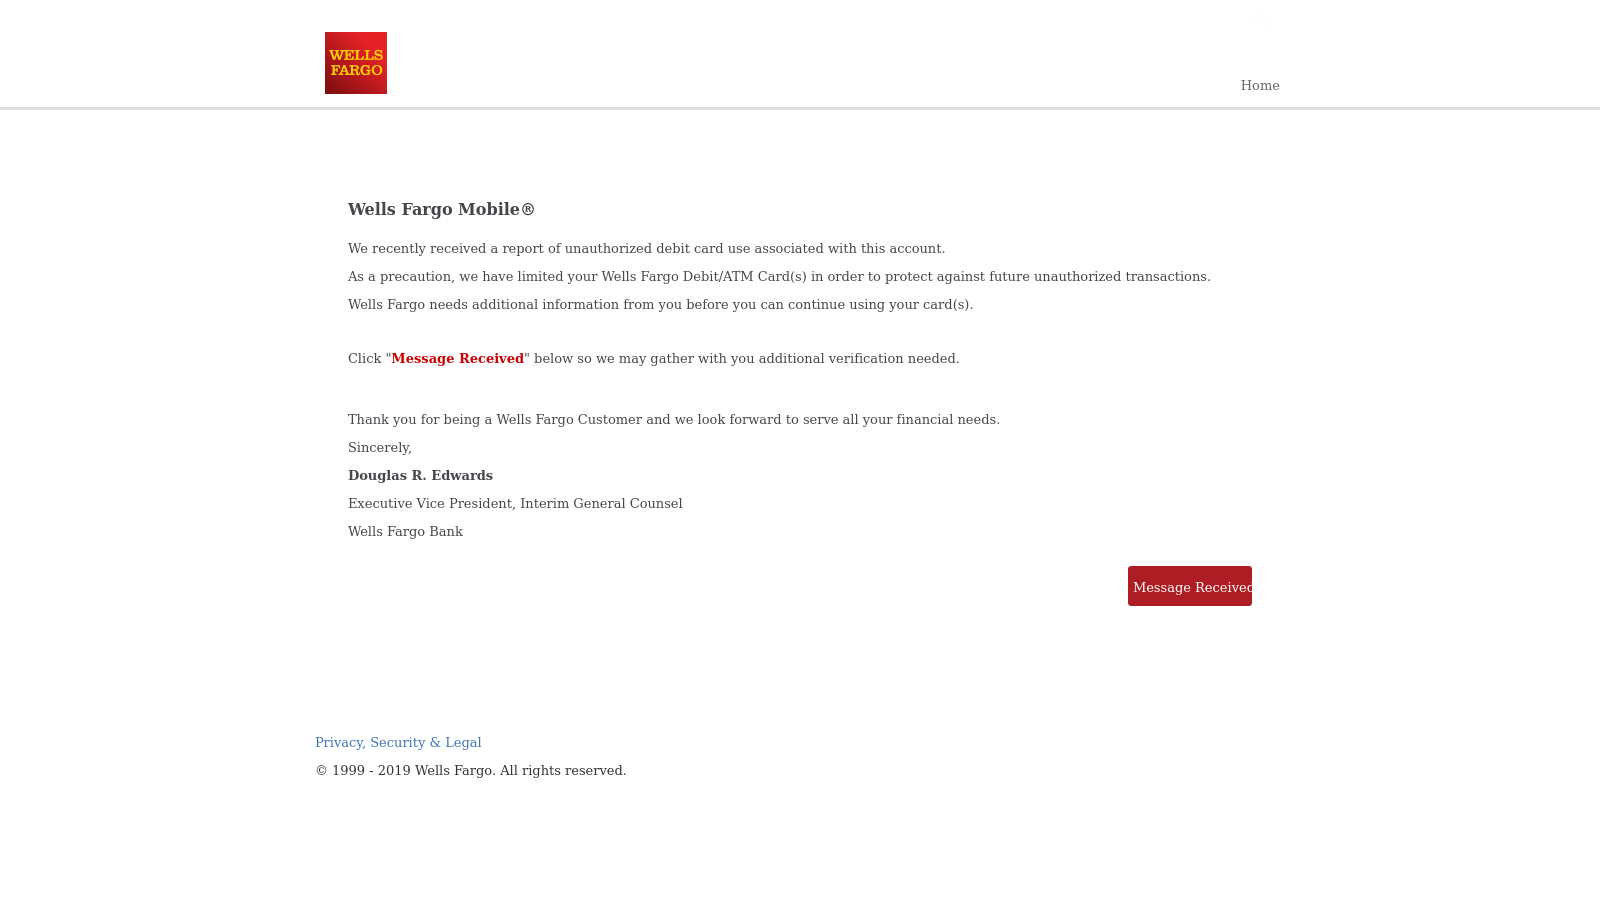 WELLS
FARGO
Home
Wells Fargo Mobile®
We recently received a report of unauthorized debit card use associated with this account.
As a precaution, we have limited your Wells Fargo Debit/ATM Card(s) in order to protect against future unauthorized transactions.
Wells Fargo needs additional information from you before you can continue using your card(s).
Click "Message Received" below so we may gather with you additional verification needed.
Thank you for being a Wells Fargo Customer and we look forward to serve all your financial needs.
Sincerely,
Douglas R. Edwards
Executive Vice President, Interim General Counsel
Wells Fargo Bank
Message Received
Privacy, Security & Legal
© 1999 - 2019 Wells Fargo. All rights reserved.